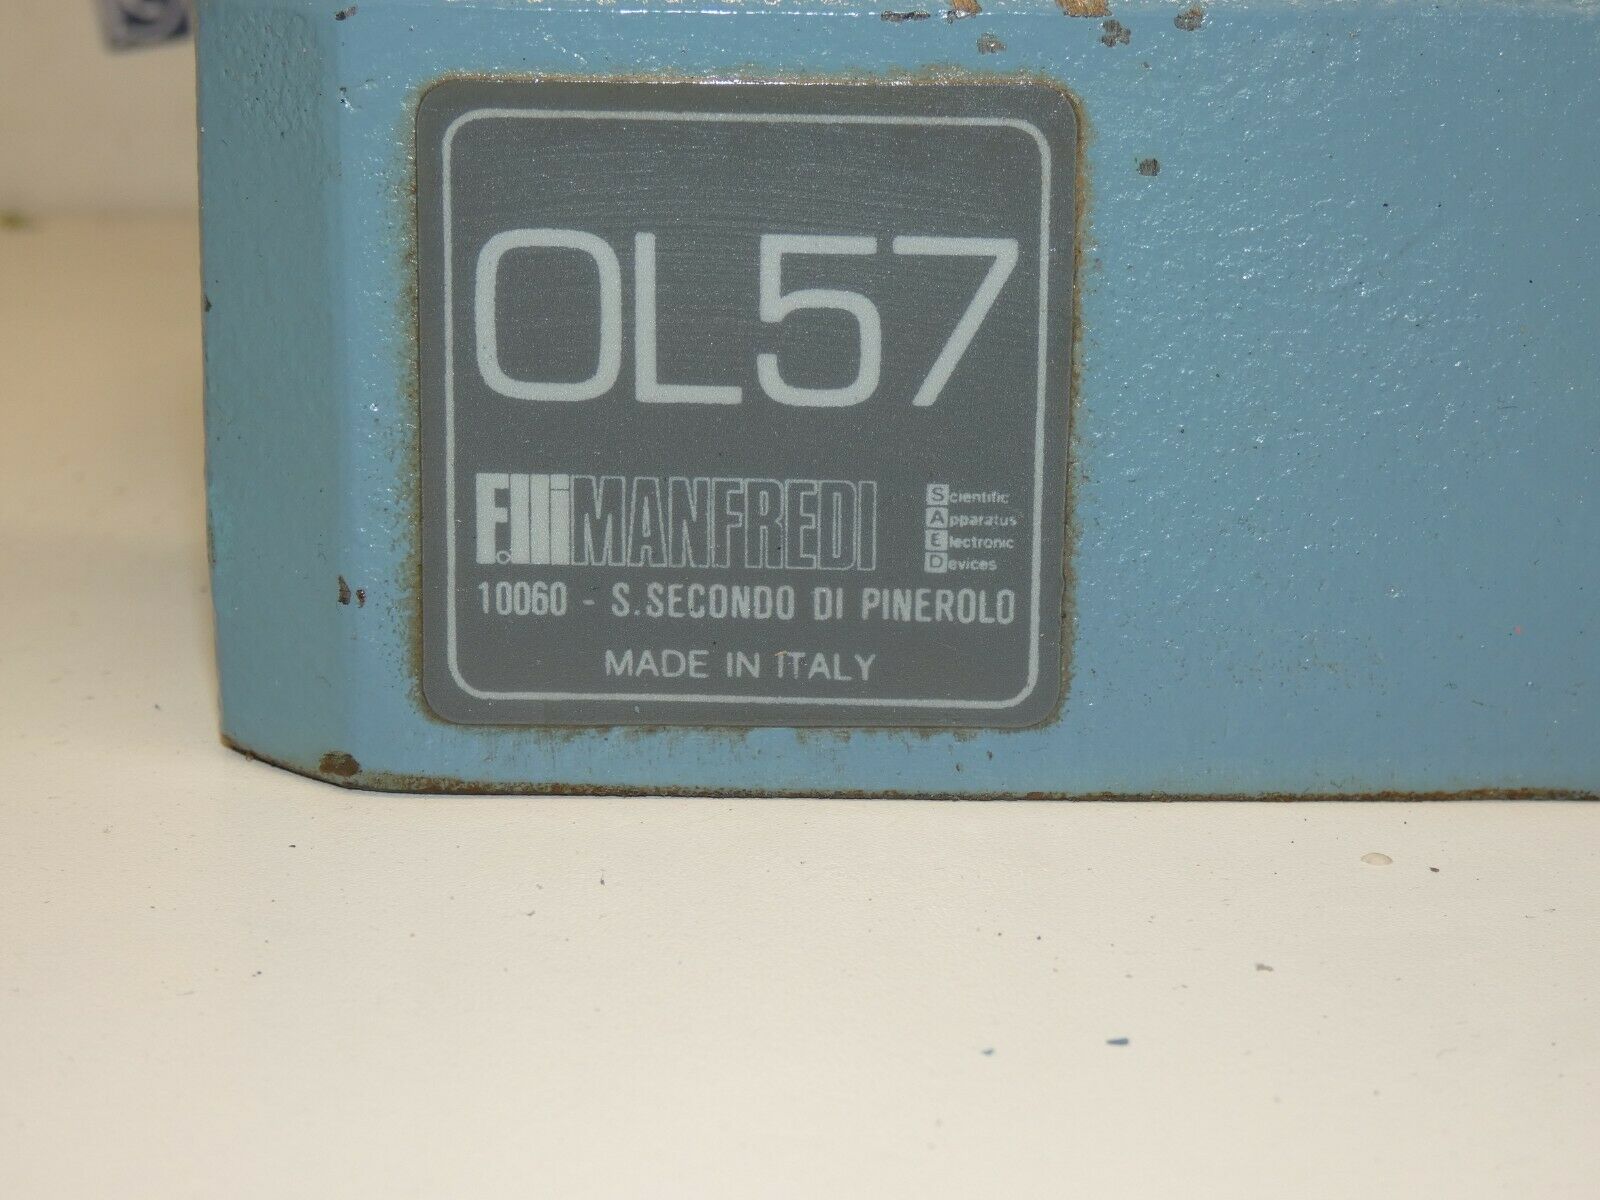 OL57
F.lli MANFREDI
Scientific
Apparatus
Electronic
Devices
10060 - S.SECONDO DI PINEROLO
MADE IN ITALY